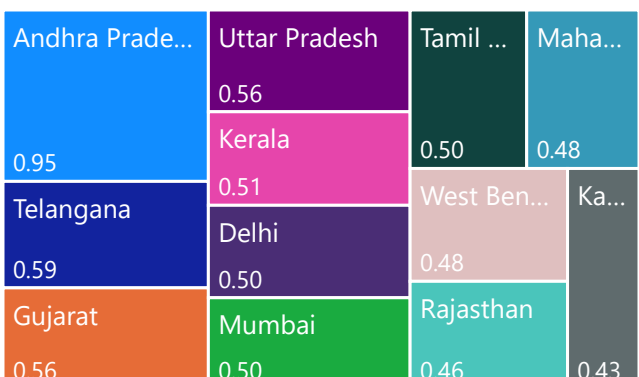 Andhra Prade...
0.95
Telangana
0.59
Gujarat
0.56
Uttar Pradesh
0.56
Kerala
0.51
Delhi
0.50
Mumbai
0.50
Tamil ...
0.50
Maha...
0.48
West Ben...
0.48
Rajasthan
0.46
Ka...
0.43